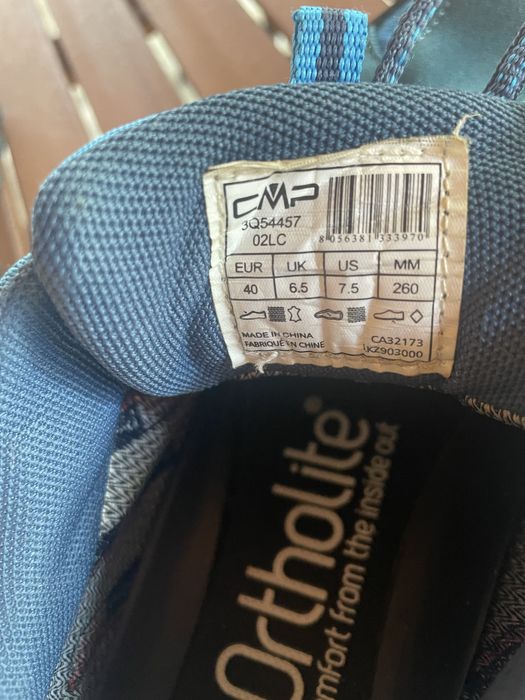 CMP
3Q54457
02LC
8 056381 333970
EUR UK US MM
40 6.5 7.5 260
MADE IN CHINA
FABRIQUÉ EN CHINE
CA32173
KZ903000
Ortholite®
comfort from the inside out